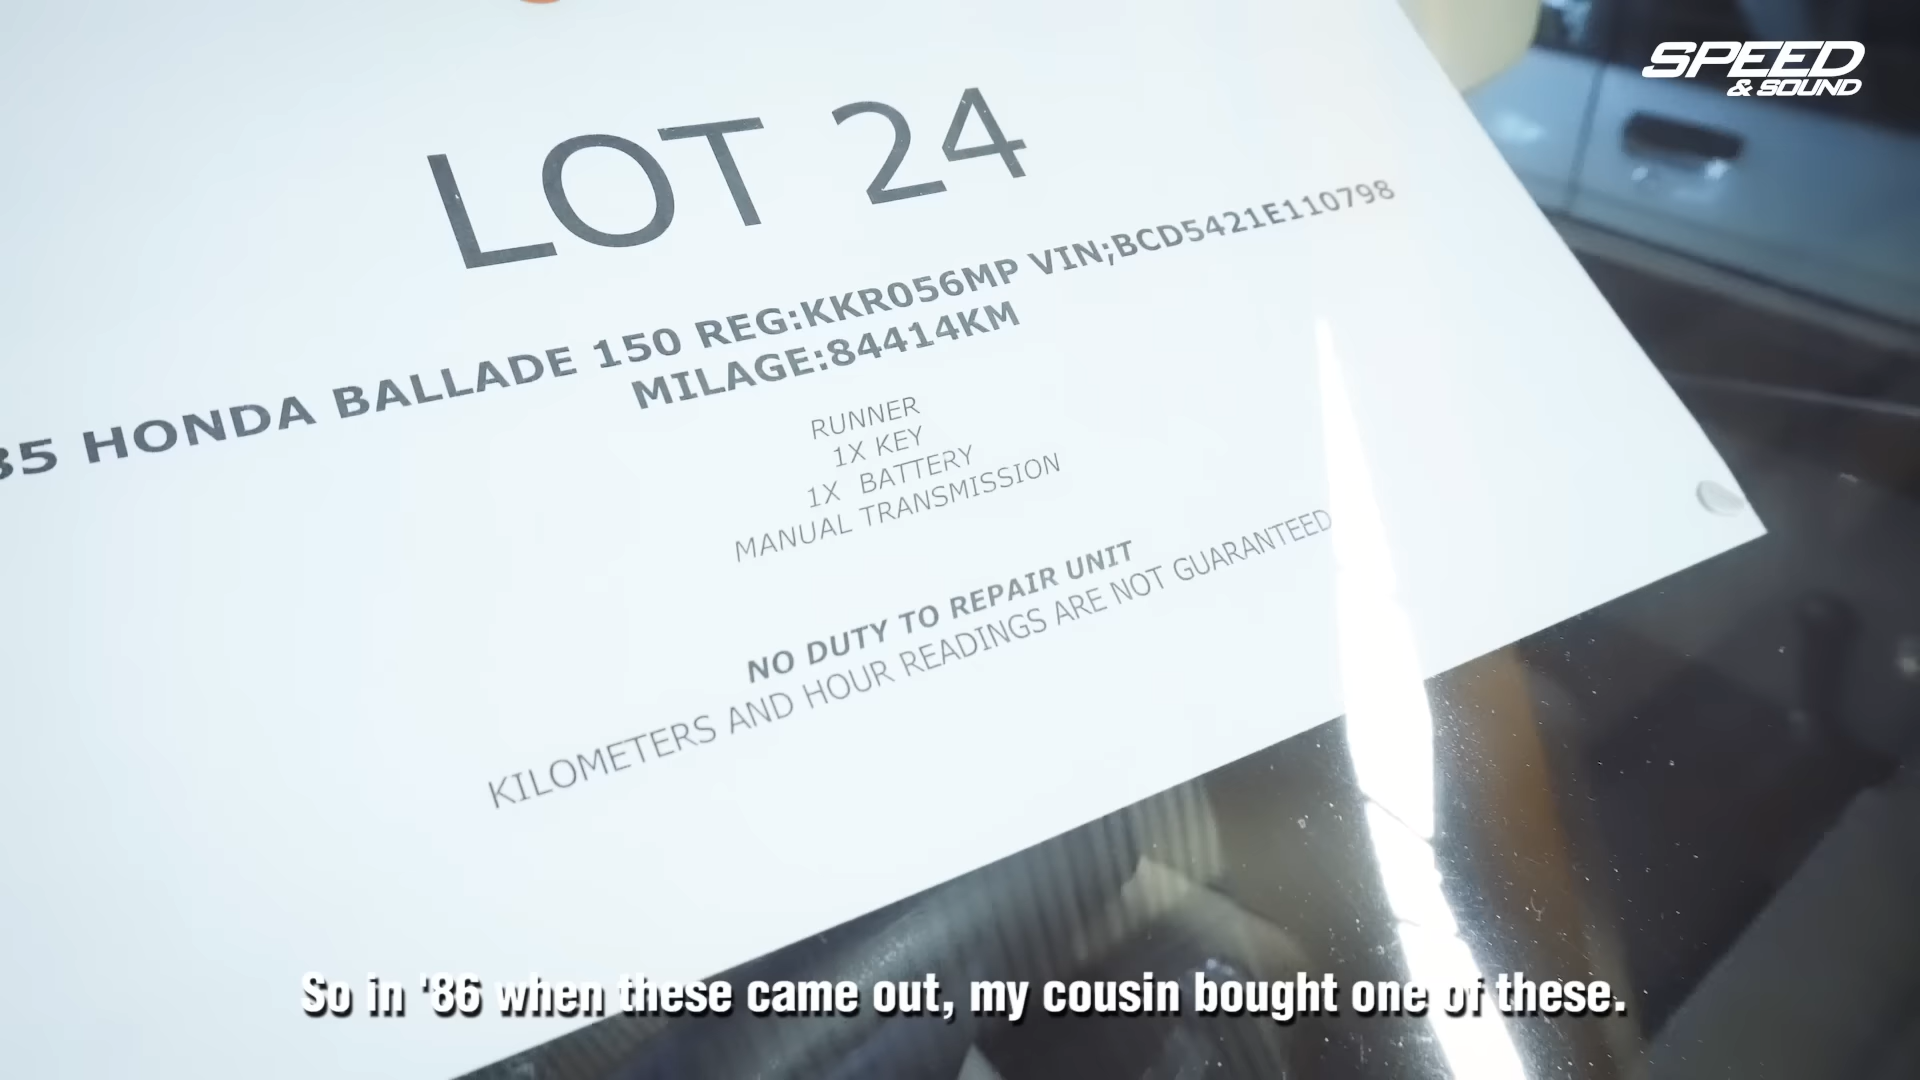 SPEED
& SOUND
LOT 24
85 HONDA BALLADE 150 REG:KKR056MP VIN;BCD5421E110798
MILAGE:84414KM
RUNNER
1X KEY
1X BATTERY
MANUAL TRANSMISSION
NO DUTY TO REPAIR UNIT
KILOMETERS AND HOUR READINGS ARE NOT GUARANTEED
So in '86 when these came out, my cousin bought one of these.